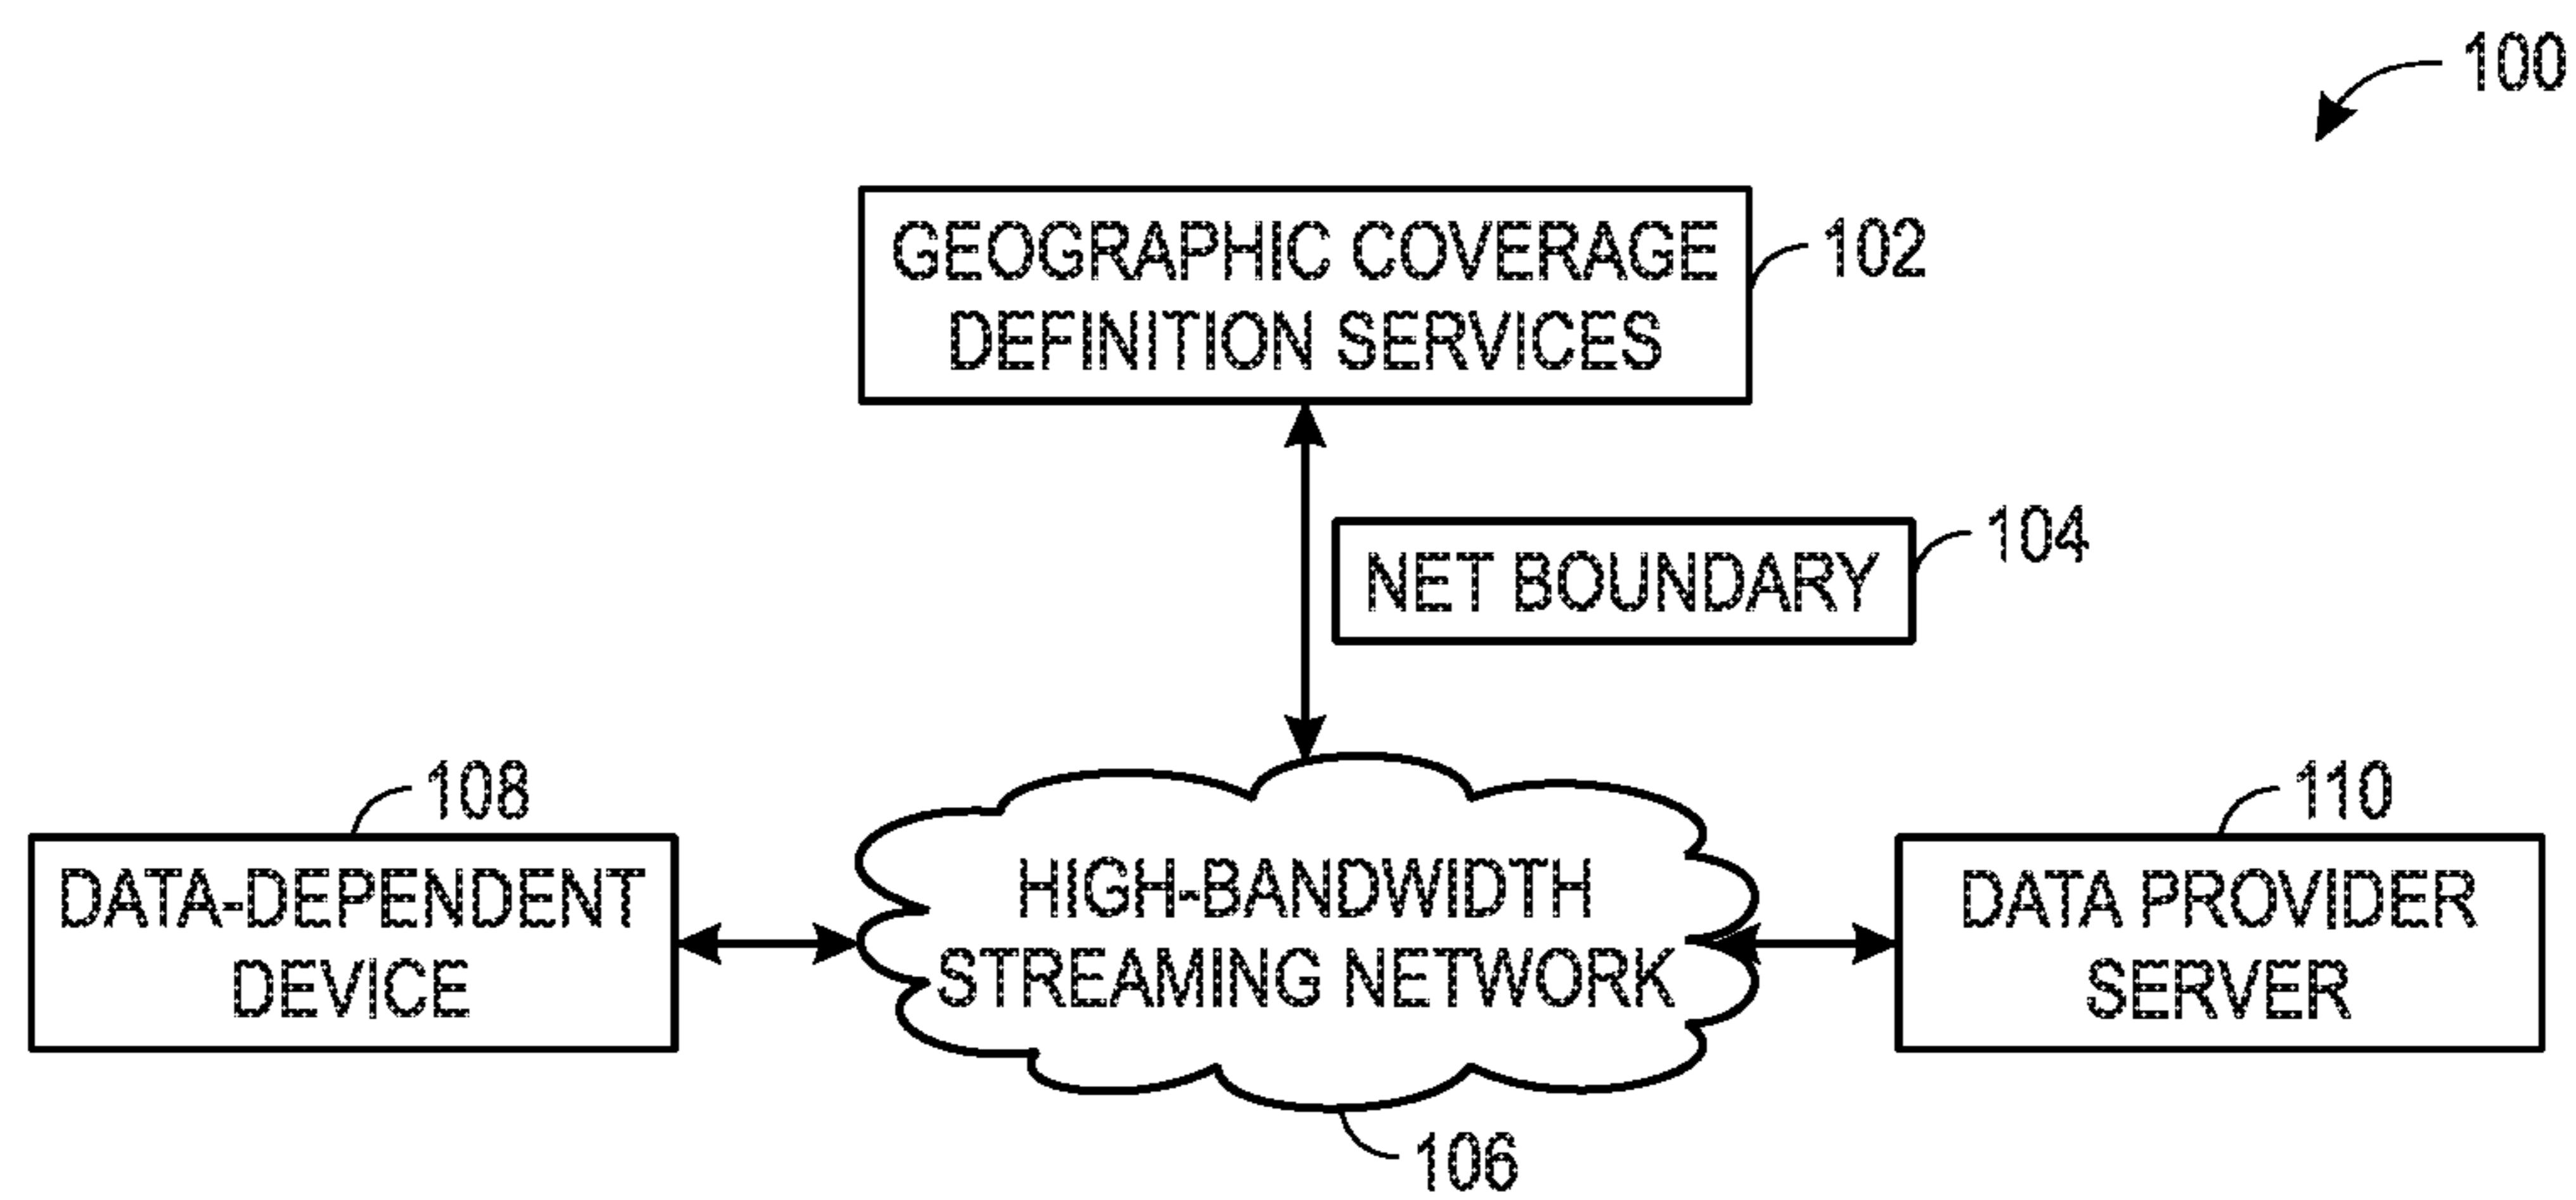 100
GEOGRAPHIC COVERAGE
DEFINITION SERVICES
102
NET BOUNDARY
104
108
DATA-DEPENDENT
DEVICE
HIGH-BANDWIDTH
STREAMING NETWORK
106
110
DATA PROVIDER
SERVER